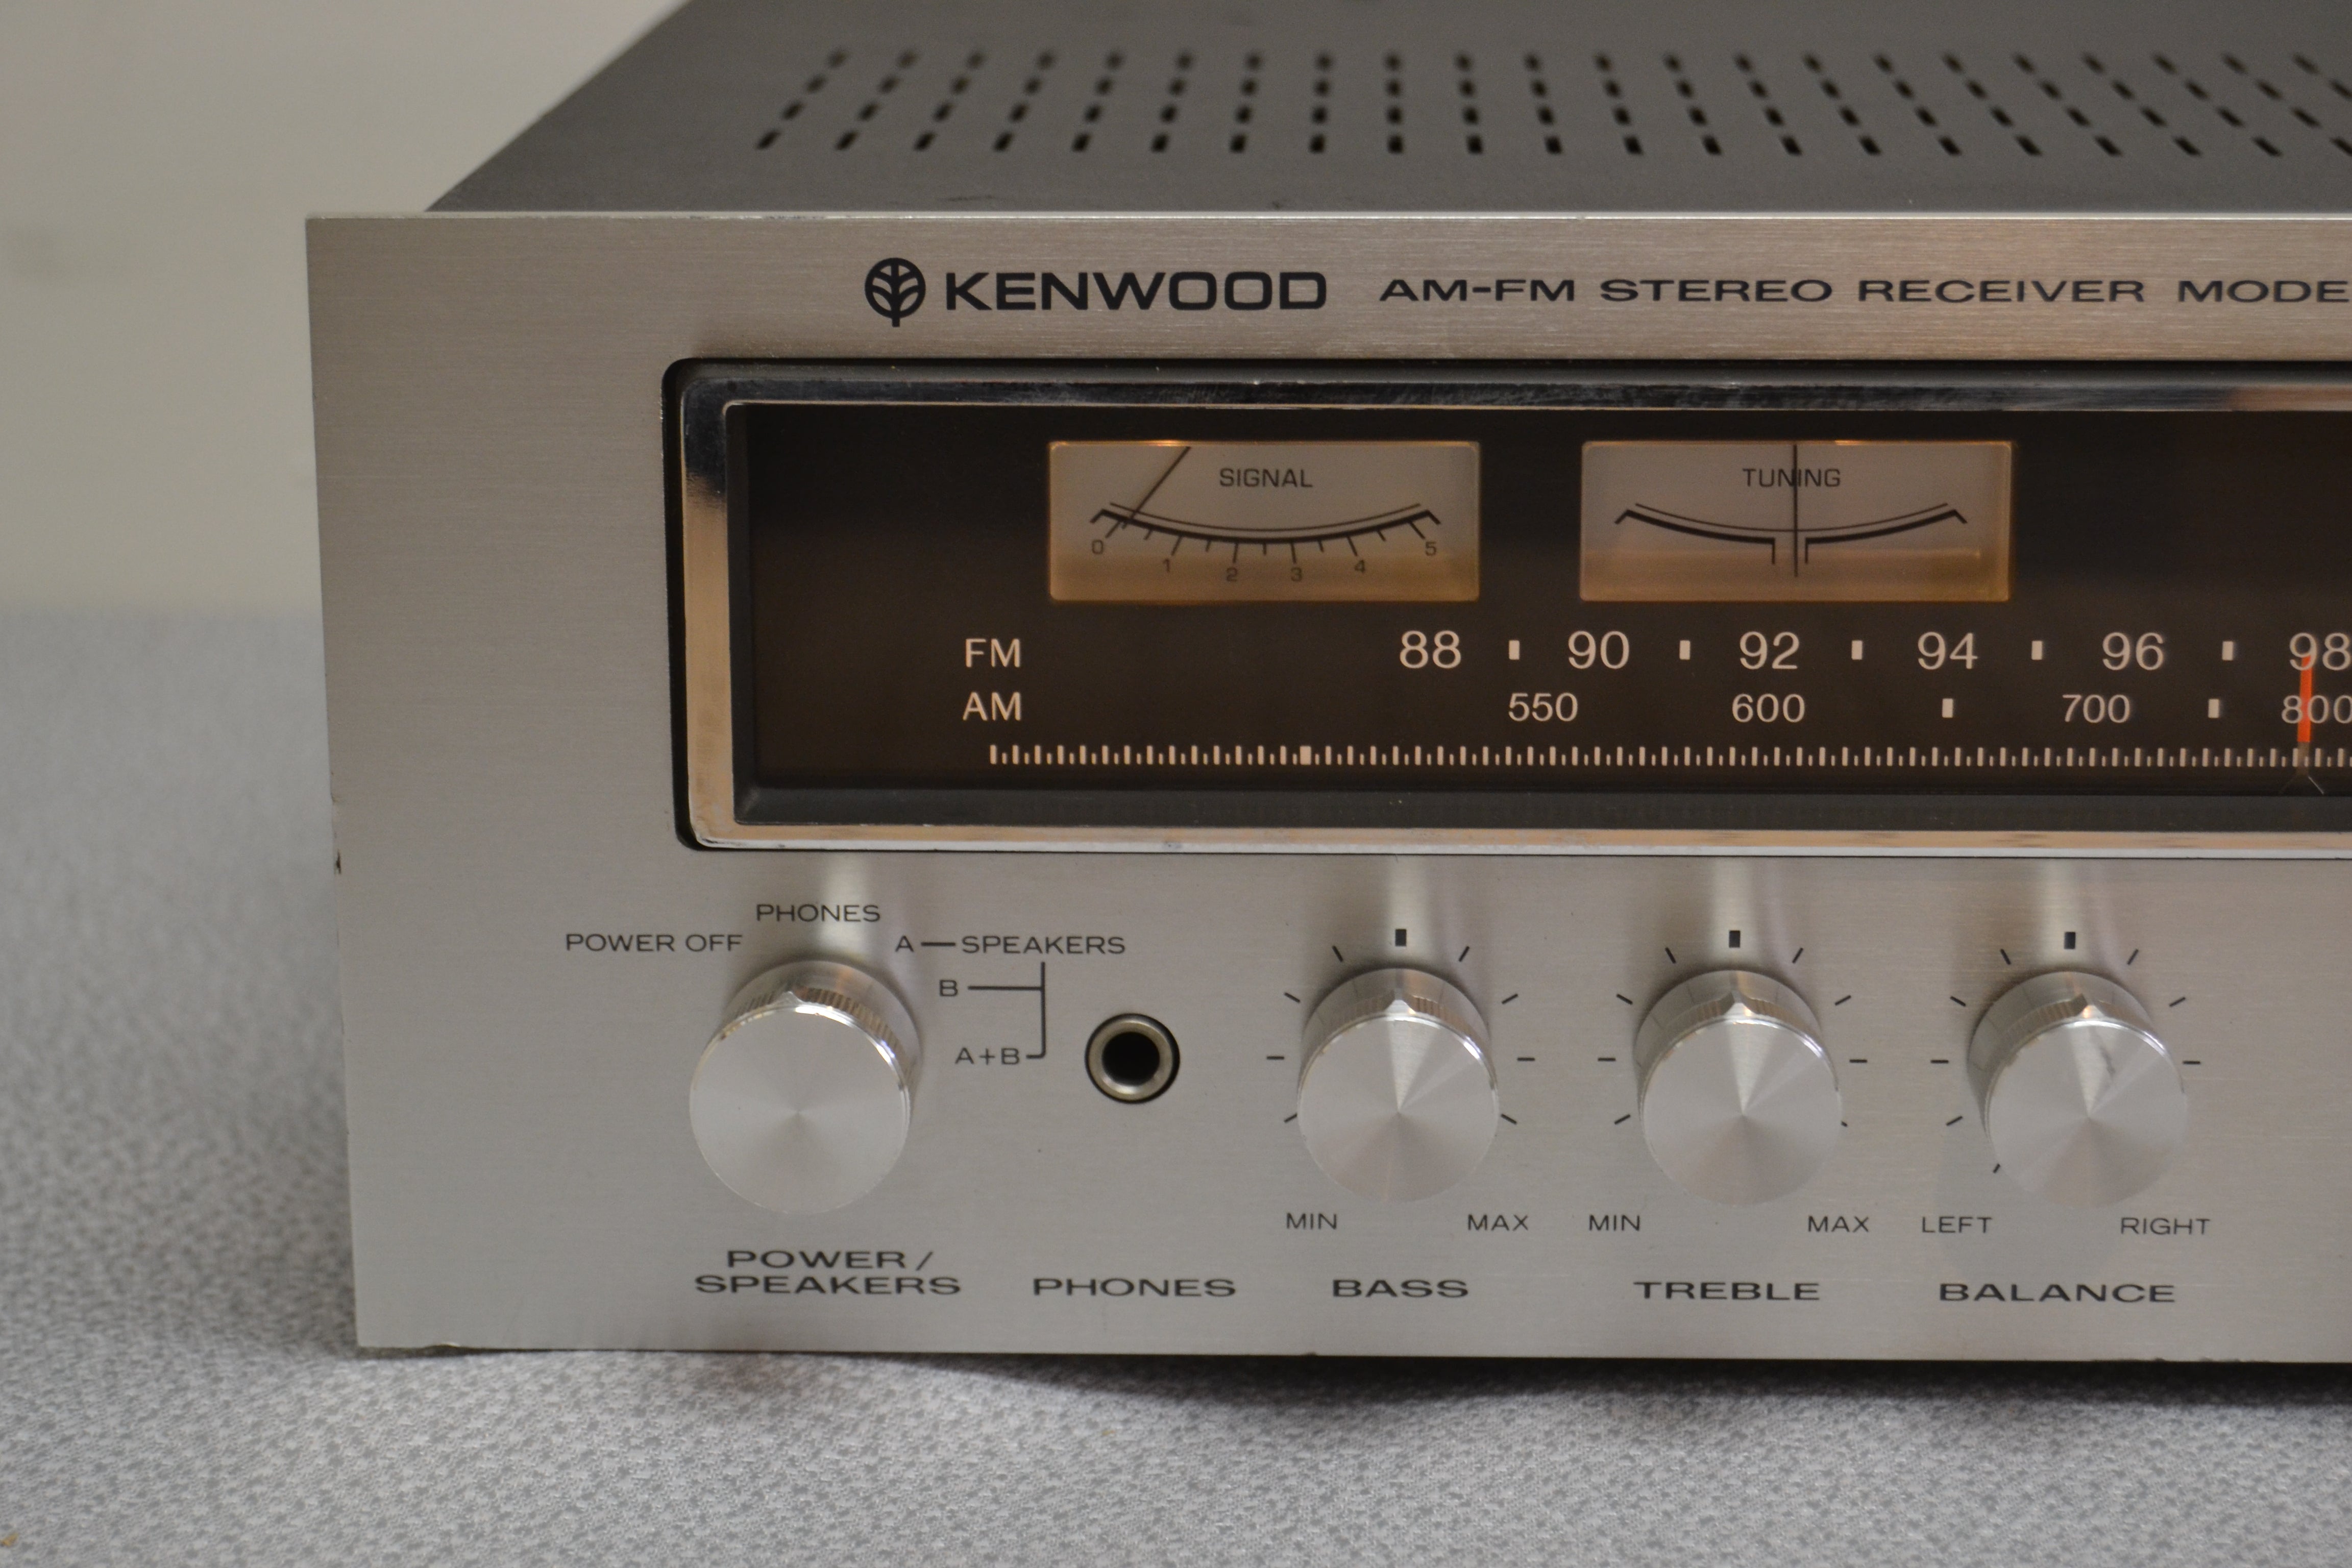 KENWOOD AM-FM STEREO RECEIVER MODE
SIGNAL
0 1 2 3 4 5
TUNING
FM 88 90 92 94 96 98
AM 550 600 700 800
PHONES
POWER OFF A SPEAKERS
B
A+B
MIN MAX MIN MAX LEFT RIGHT
POWER/
SPEAKERS PHONES BASS TREBLE BALANCE